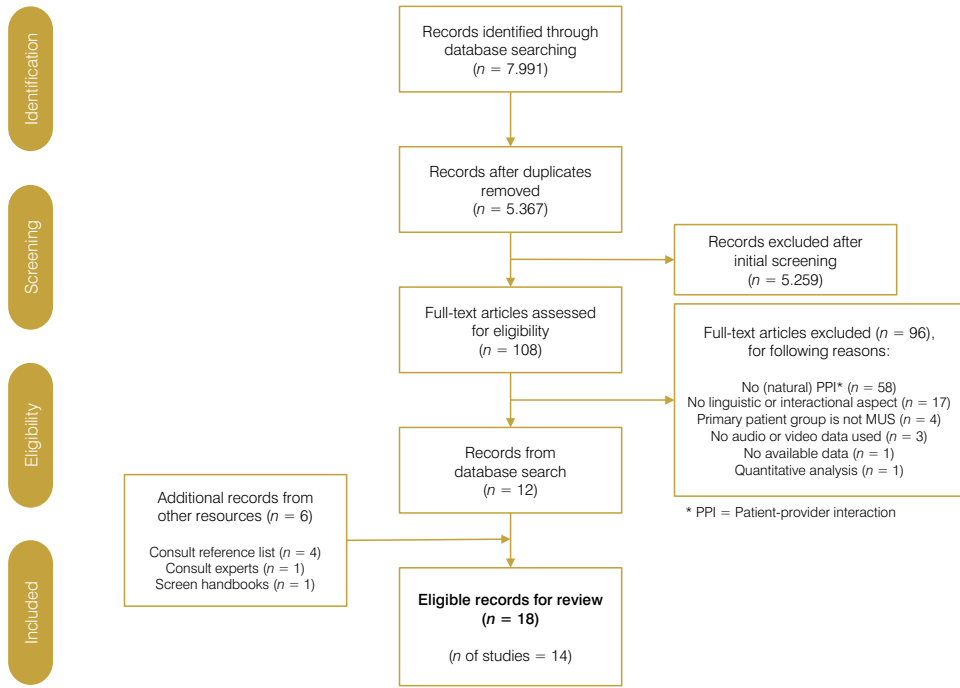 Identification
Records identified through
database searching
(n = 7.991)
Records after duplicates
removed
(n = 5.367)
Screening
Records excluded after
initial screening
(n = 5.259)
Full-text articles assessed
for eligibility
(n = 108)
Full-text articles excluded (n = 96),
for following reasons:
No (natural) PPI* (n = 58)
No linguistic or interactional aspect (n = 17)
Primary patient group is not MUS (n = 4)
No audio or video data used (n = 3)
No available data (n = 1)
Quantitative analysis (n = 1)
* PPI = Patient-provider interaction
Eligibility
Records from
database search
(n = 12)
Additional records from
other resources (n = 6)
Consult reference list (n = 4)
Consult experts (n = 1)
Screen handbooks (n = 1)
Included
Eligible records for review
(n = 18)
(n of studies = 14)